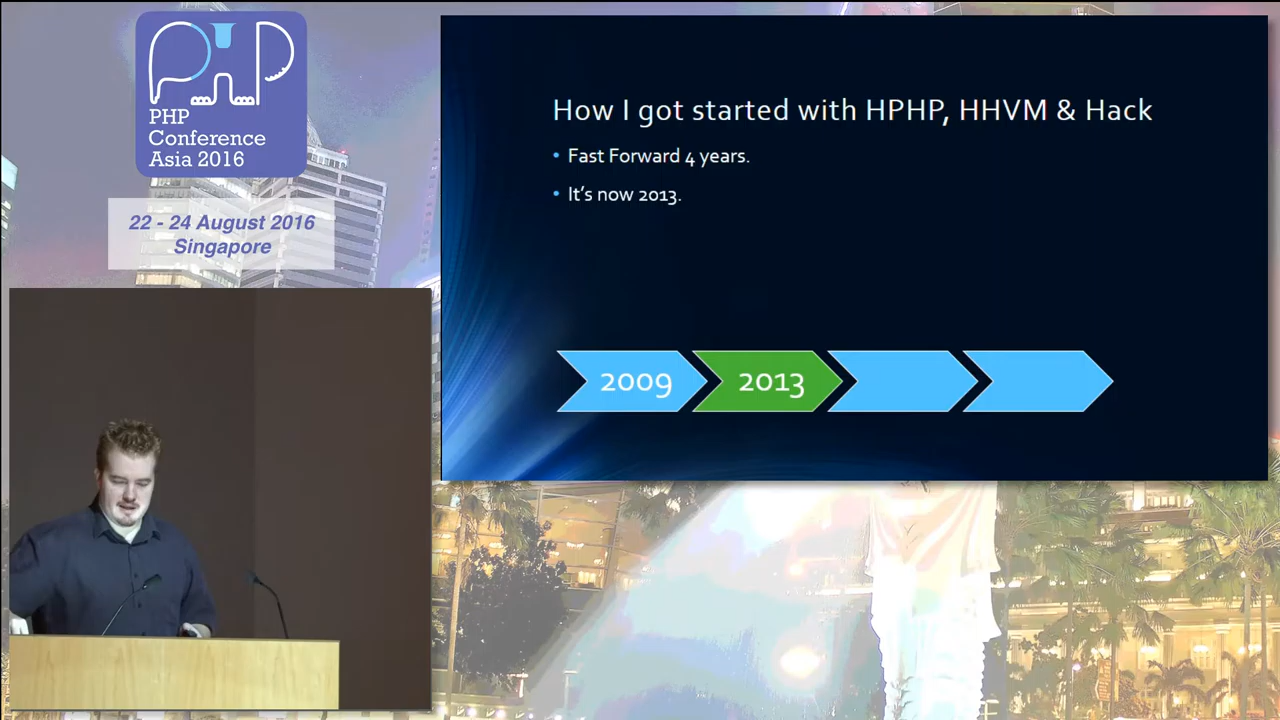 PHP
Conference
Asia 2016
22 - 24 August 2016
Singapore
How I got started with HPHP, HHVM & Hack
• Fast Forward 4 years.
• It's now 2013.
2009
2013